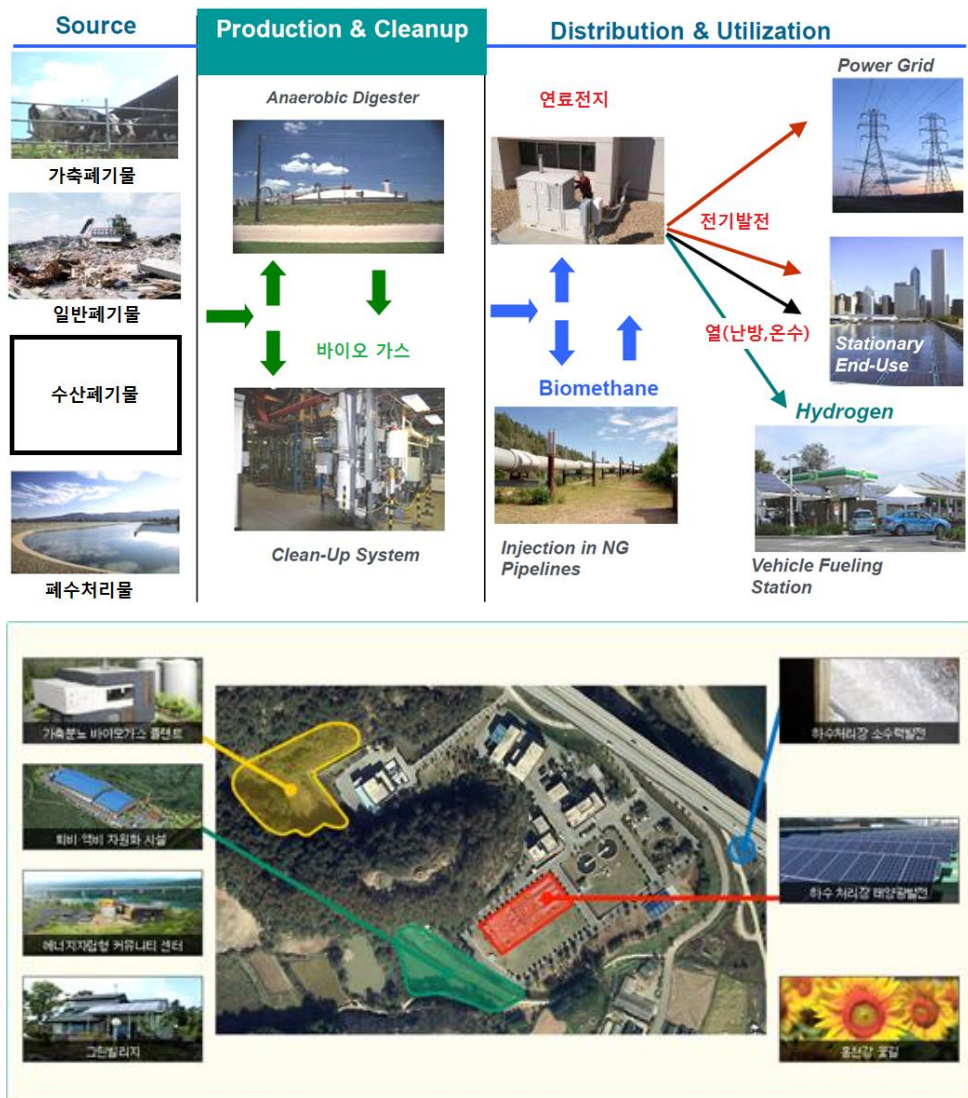 Source
Production & Cleanup
Distribution & Utilization
가축폐기물
일반폐기물
수산폐기물
폐수처리물
Anaerobic Digester
바이오 가스
Clean-Up System
연료전지
Power Grid
전기발전
열(난방,온수)
Stationary
End-Use
Biomethane
Hydrogen
Injection in NG
Pipelines
Vehicle Fueling
Station
가축분뇨 바이오가스 플랜트
퇴비·액비 자원화 시설
에너지자립형 커뮤니티 센터
그린빌리지
하수처리장 소수력발전
하수 처리장 태양광발전
홍천강 꽃길